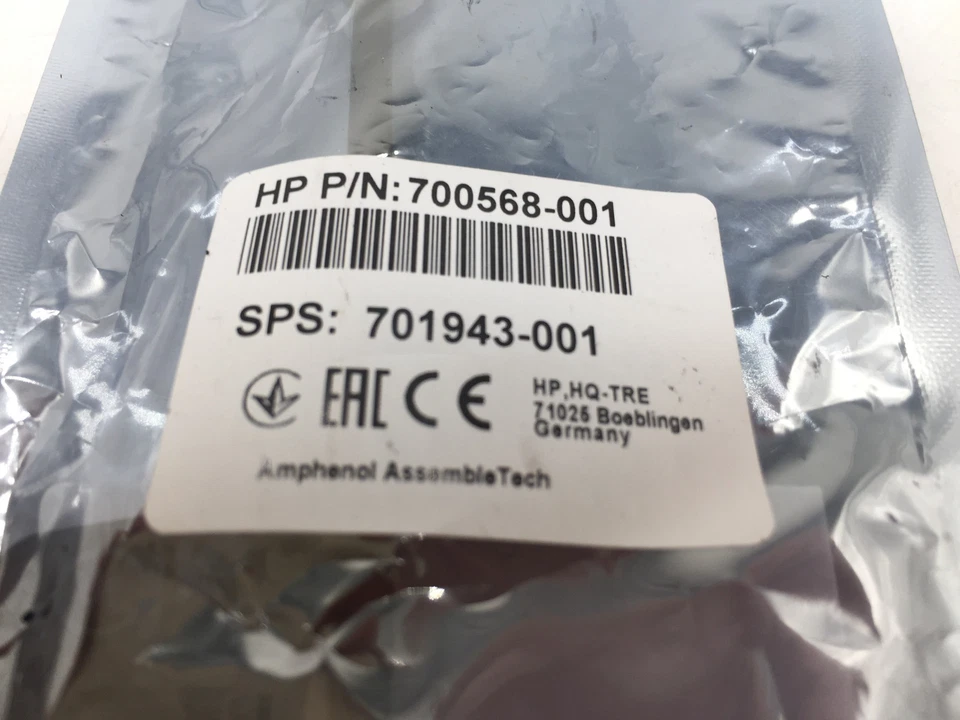 HP P/N:700568-001
SPS: 701943-001
EAC CE
HP,HQ-TRE
71025 Boeblingen
Germany
Amphenol AssembleTech